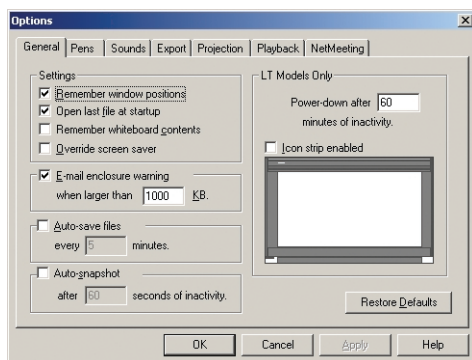 Options
General Pens Sounds Export Projection Playback NetMeeting
Settings
Remember window positions
Open last file at startup
Remember whiteboard contents
Override screen saver
E-mail enclosure warning
when larger than 1000 KB.
Auto-save files
every 5 minutes.
Auto-snapshot
after 60 seconds of inactivity.
LT Models Only
Power-down after 60
minutes of inactivity.
Icon strip enabled
Restore Defaults
OK Cancel Apply Help